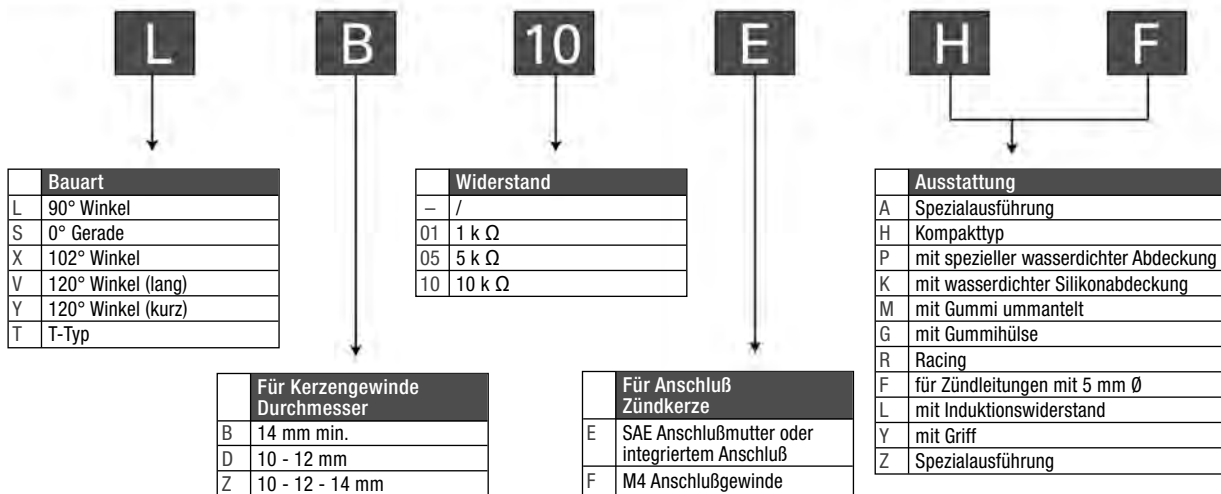 L B 10 E H F
Bauart
L 90° Winkel
S 0° Gerade
X 102° Winkel
V 120° Winkel (lang)
Y 120° Winkel (kurz)
T T-Typ
Für Kerzengewinde
Durchmesser
B 14 mm min.
D 10 - 12 mm
Z 10 - 12 - 14 mm
Widerstand
– /
01 1 k Ω
05 5 k Ω
10 10 k Ω
Für Anschluß
Zündkerze
E SAE Anschlußmutter oder
integriertem Anschluß
F M4 Anschlußgewinde
Ausstattung
A Spezialausführung
H Kompakttyp
P mit spezieller wasserdichter Abdeckung
K mit wasserdichter Silikonabdeckung
M mit Gummi ummantelt
G mit Gummihülse
R Racing
F für Zündleitungen mit 5 mm Ø
L mit Induktionswiderstand
Y mit Griff
Z Spezialausführung